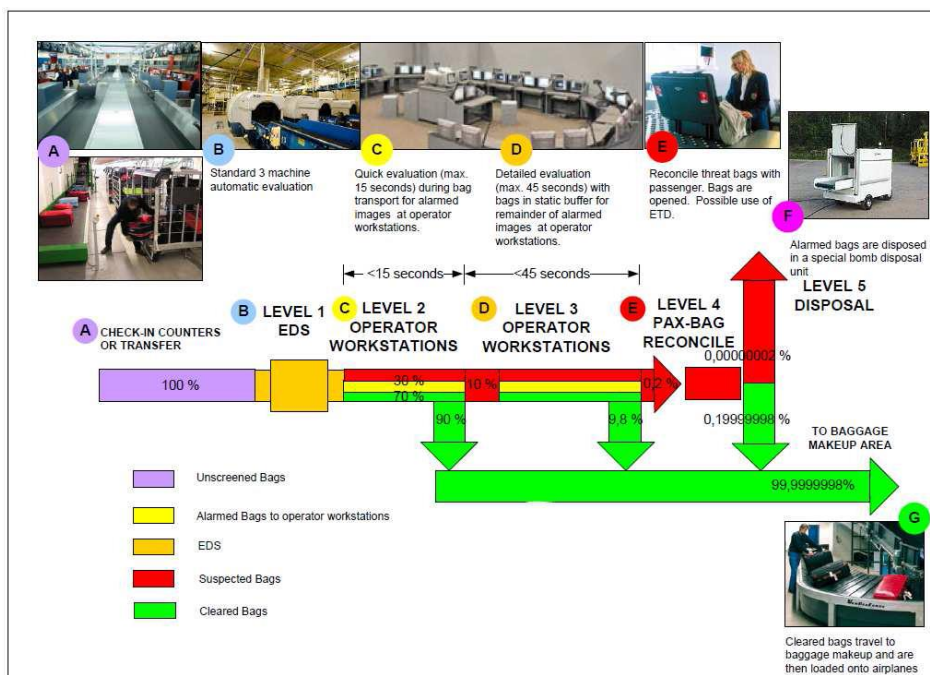 A
B
C
D
E
Standard 3 machine
automatic evaluation
Quick evaluation (max.
15 seconds) during bag
transport for alarmed
images at operator
workstations.
Detailed evaluation
(max. 45 seconds) with
bags in static buffer for
remainder of alarmed
images at operator
workstations.
Reconcile threat bags with
passenger. Bags are
opened. Possible use of
ETD.
F
Alarmed bags are disposed
in a special bomb disposal
unit
<15 seconds
<45 seconds
A
CHECK-IN COUNTERS
OR TRANSFER
B
LEVEL 1
EDS
C
LEVEL 2
OPERATOR
WORKSTATIONS
D
LEVEL 3
OPERATOR
WORKSTATIONS
E
LEVEL 4
PAX-BAG
RECONCILE
LEVEL 5
DISPOSAL
0,00000002 %
100 %
30 %
70 %
10 %
0,2 %
90 %
9,8 %
0,19999998 %
TO BAGGAGE
MAKEUP AREA
99,9999998%
Unscreened Bags
Alarmed Bags to operator workstations
EDS
Suspected Bags
Cleared Bags
G
Cleared bags travel to
baggage makeup and are
then loaded onto airplanes